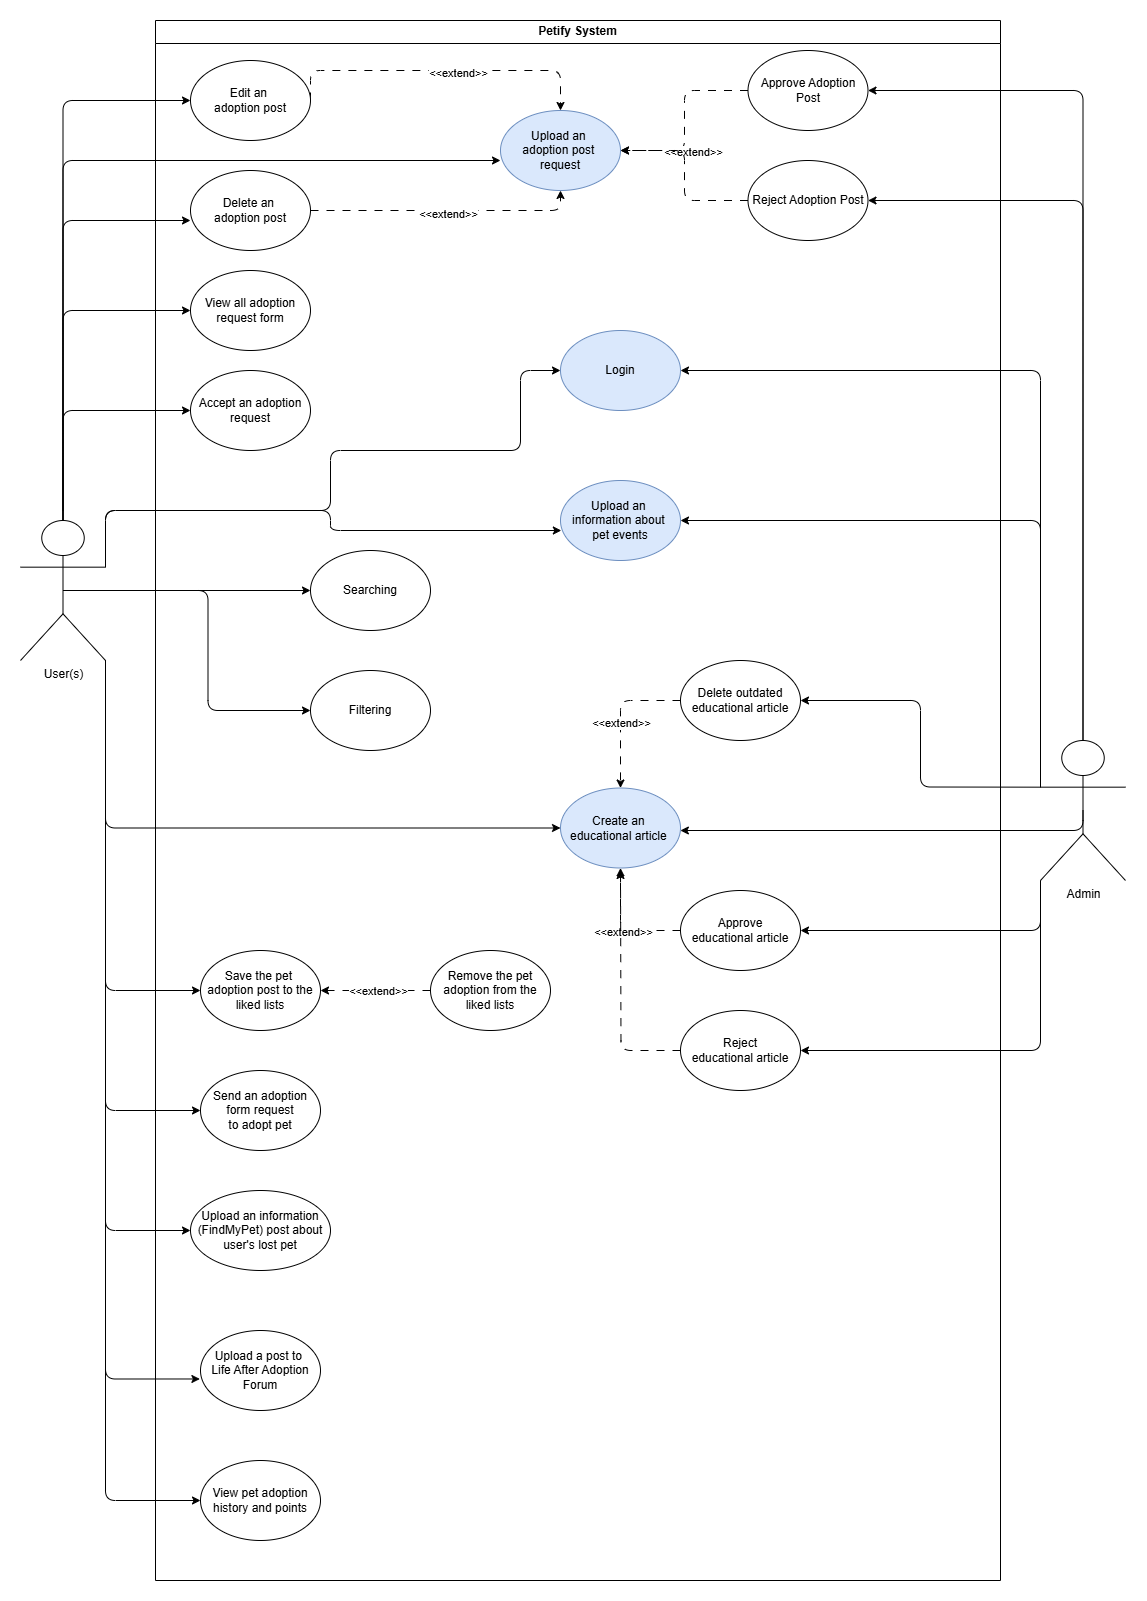 Petify System
Edit an
adoption post
<<extend>>
Upload an
adoption post
request
Approve Adoption
Post
<<extend>>
Delete an
adoption post
<<extend>>
Reject Adoption Post
View all adoption
request form
Login
Accept an adoption
request
Upload an
information about
pet events
Searching
User(s)
Filtering
Delete outdated
educational article
<<extend>>
Create an
educational article
Admin
Approve
educational article
<<extend>>
Save the pet
adoption post to the
liked lists
<<extend>>
Remove the pet
adoption from the
liked lists
Reject
educational article
Send an adoption
form request
to adopt pet
Upload an information
(FindMyPet) post about
user's lost pet
Upload a post to
Life After Adoption
Forum
View pet adoption
history and points